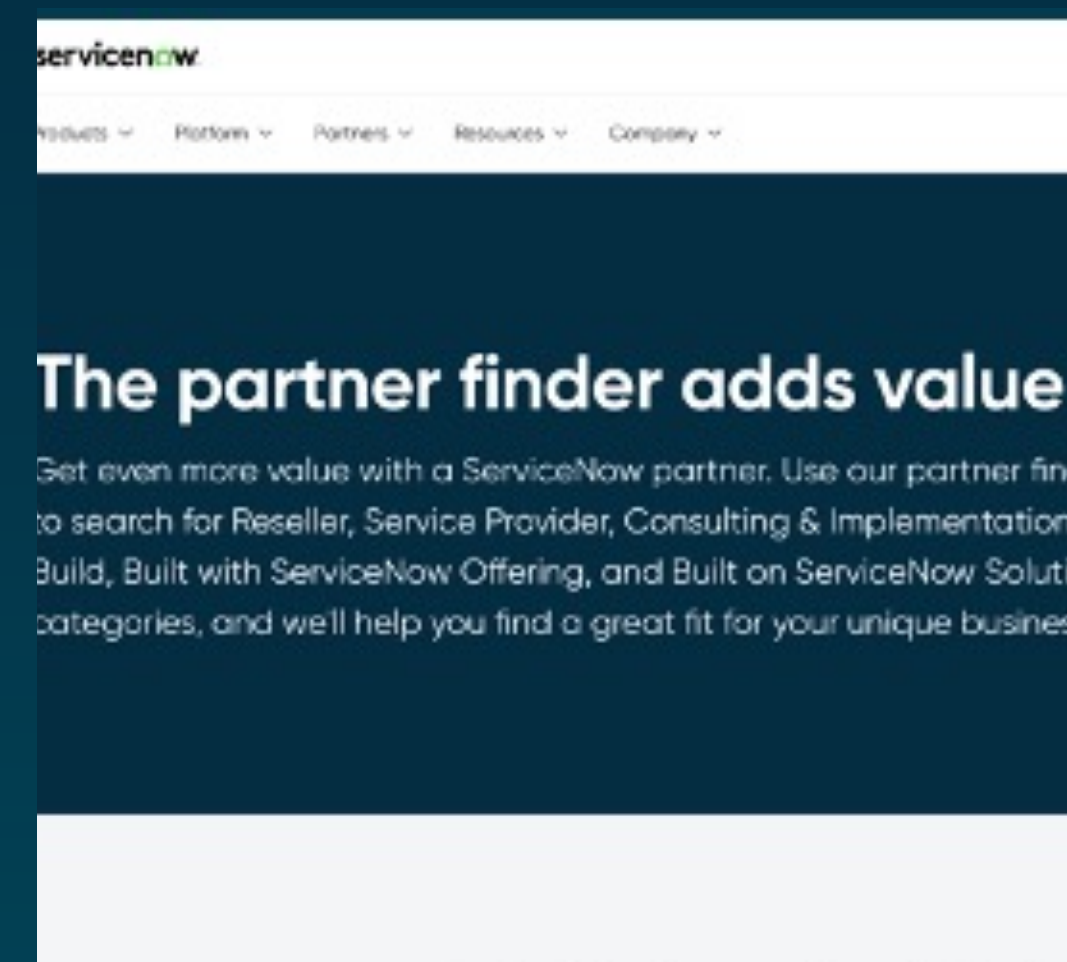 servicenow
Products Platform Partners Resources Company
The partner finder adds value
Get even more value with a ServiceNow partner. Use our partner fin
to search for Reseller, Service Provider, Consulting & Implementation
Build, Built with ServiceNow Offering, and Built on ServiceNow Soluti
categories, and we'll help you find a great fit for your unique busines